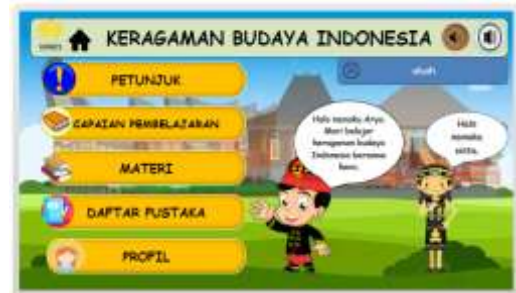 KERAGAMAN BUDAYA INDONESIA
PETUNJUK
CAPAIAN PEMBELAJARAN
MATERI
DAFTAR PUSTAKA
PROFIL
Halo namaku Arya
Mari belajar
keragaman budaya
Indonesia bersama
kami.
Halo
namaku